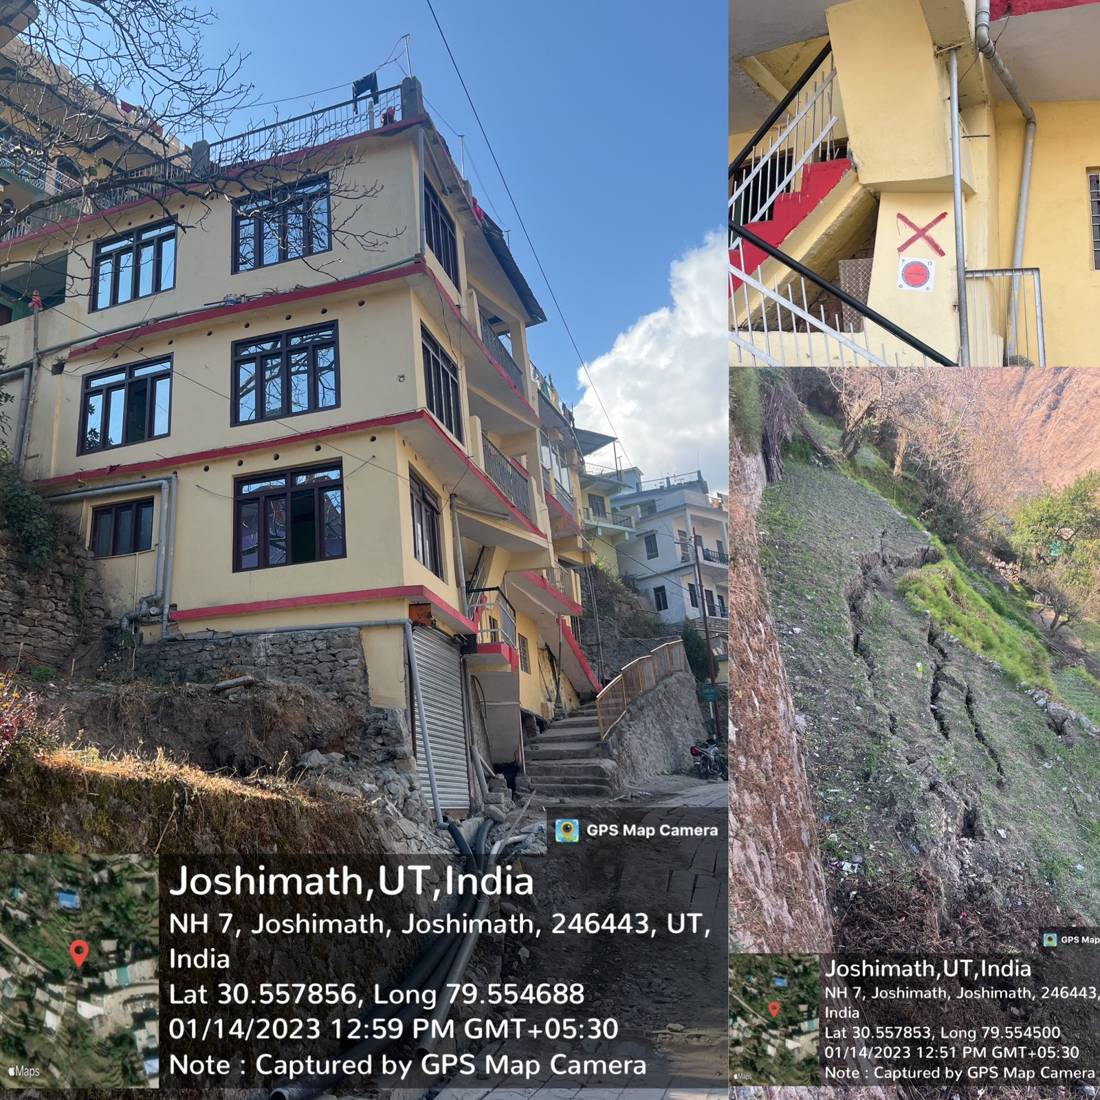 GPS Map Camera
Joshimath,UT,India
NH 7, Joshimath, Joshimath, 246443, UT,
India
Lat 30.557856, Long 79.554688
01/14/2023 12:59 PM GMT+05:30
Note : Captured by GPS Map Camera
Maps
GPS Map
Joshimath,UT,India
NH 7, Joshimath, Joshimath, 246443,
India
Lat 30.557853, Long 79.554500
01/14/2023 12:51 PM GMT+05:30
Note : Captured by GPS Map Camera
Maps